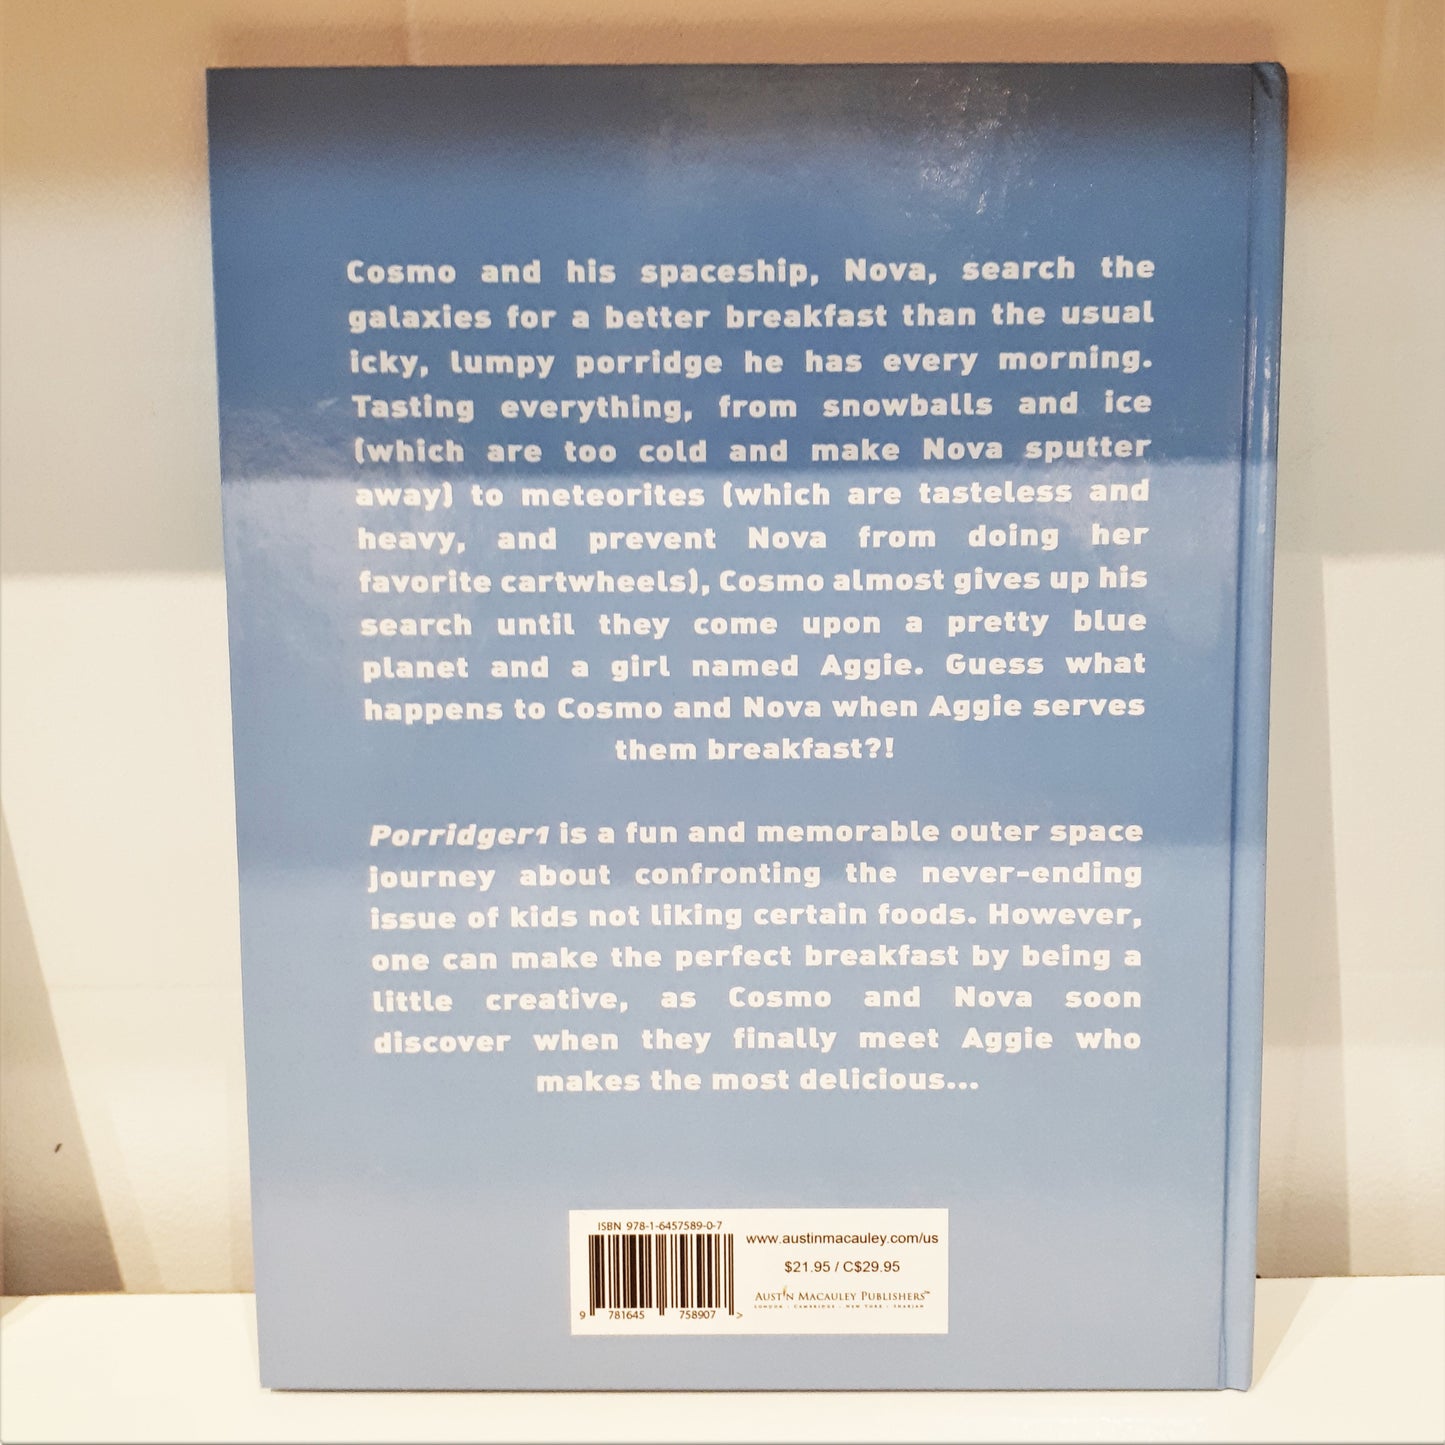 Cosmo and his spaceship, Nova, search the
galaxies for a better breakfast than the usual
icky, lumpy porridge he has every morning.
Tasting everything, from snowballs and ice
(which are too cold and make Nova sputter
away) to meteorites (which are tasteless and
heavy, and prevent Nova from doing her
favorite cartwheels), Cosmo almost gives up his
search until they come upon a pretty blue
planet and a girl named Aggie. Guess what
happens to Cosmo and Nova when Aggie serves
them breakfast?!
Porridger1 is a fun and memorable outer space
journey about confronting the never-ending
issue of kids not liking certain foods. However,
one can make the perfect breakfast by being a
little creative, as Cosmo and Nova soon
discover when they finally meet Aggie who
makes the most delicious...
ISBN 978-1-6457589-0-7
9 781645 758907 >
www.austinmacauley.com/us
$21.95 / C$29.95
AUSTIN MACAULEY PUBLISHERS™
LONDON · CAMBRIDGE · NEW YORK · SHARJAH